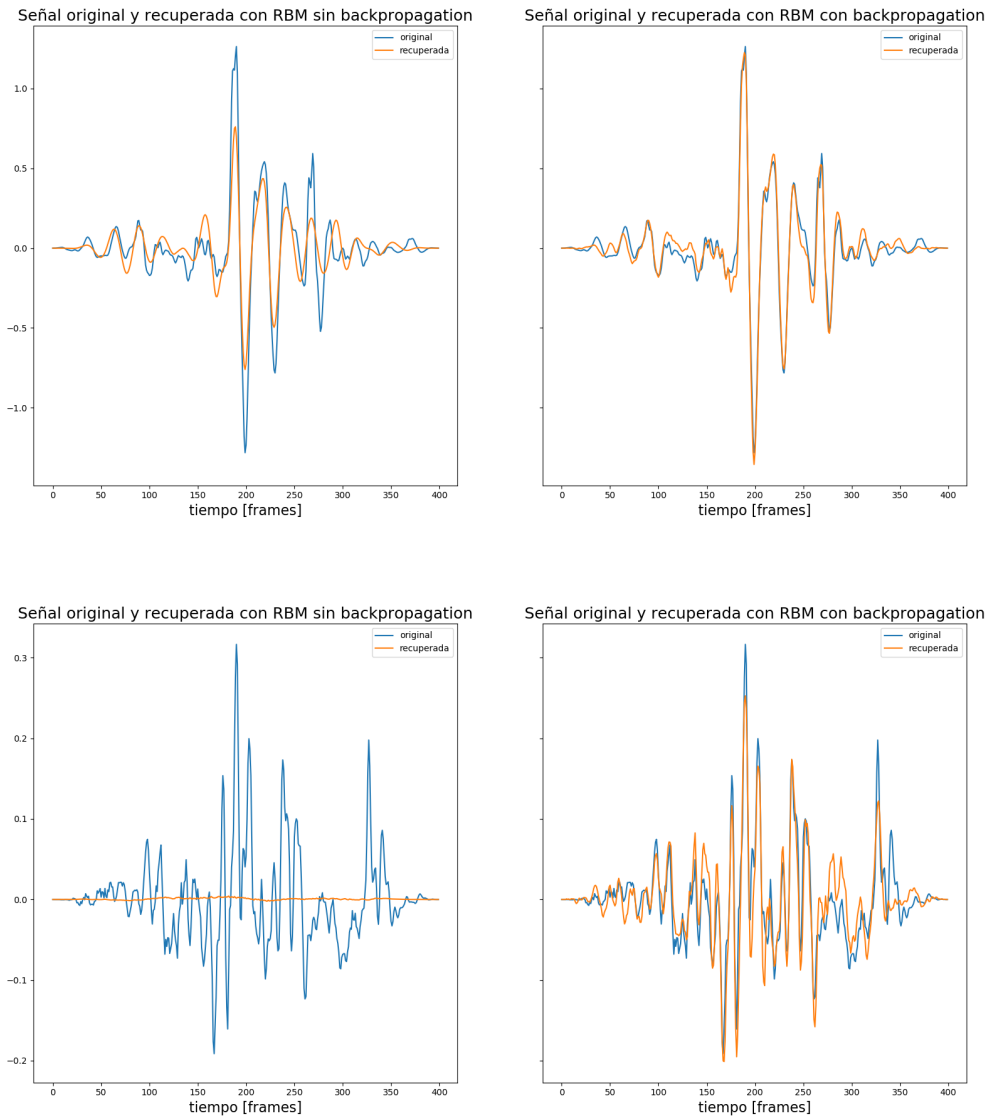 Señal original y recuperada con RBM sin backpropagation
original
recuperada
1.0
0.5
0.0
−0.5
−1.0
0 50 100 150 200 250 300 350 400
tiempo [frames]
Señal original y recuperada con RBM con backpropagation
original
recuperada
0 50 100 150 200 250 300 350 400
tiempo [frames]
Señal original y recuperada con RBM sin backpropagation
original
recuperada
0.3
0.2
0.1
0.0
−0.1
−0.2
0 50 100 150 200 250 300 350 400
tiempo [frames]
Señal original y recuperada con RBM con backpropagation
original
recuperada
0 50 100 150 200 250 300 350 400
tiempo [frames]